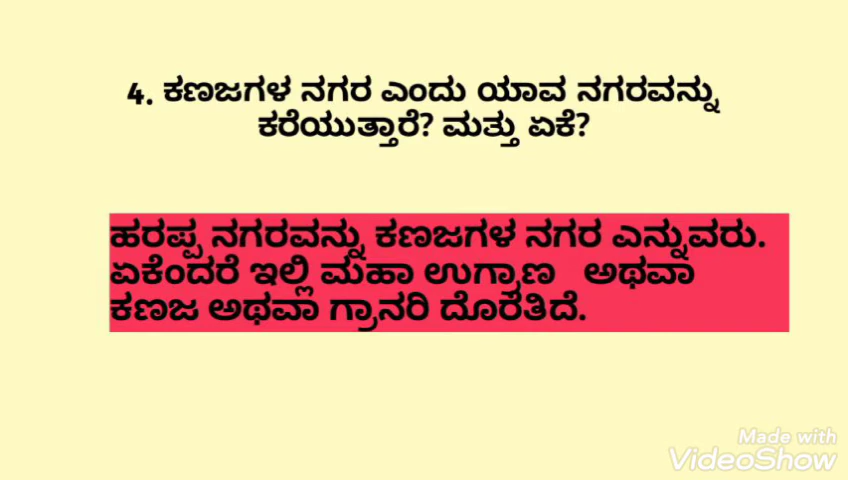 4. ಕಣಜಗಳ ನಗರ ಎಂದು ಯಾವ ನಗರವನ್ನು
ಕರೆಯುತ್ತಾರೆ? ಮತ್ತು ಏಕೆ?
ಹರಪ್ಪ ನಗರವನ್ನು ಕಣಜಗಳ ನಗರ ಎನ್ನುವರು.
ಏಕೆಂದರೆ ಇಲ್ಲಿ ಮಹಾ ಉಗ್ರಾಣ ಅಥವಾ
ಕಣಜ ಅಥವಾ ಗ್ರಾನರಿ ದೊರೆತಿದೆ.
Made with
VideoShow